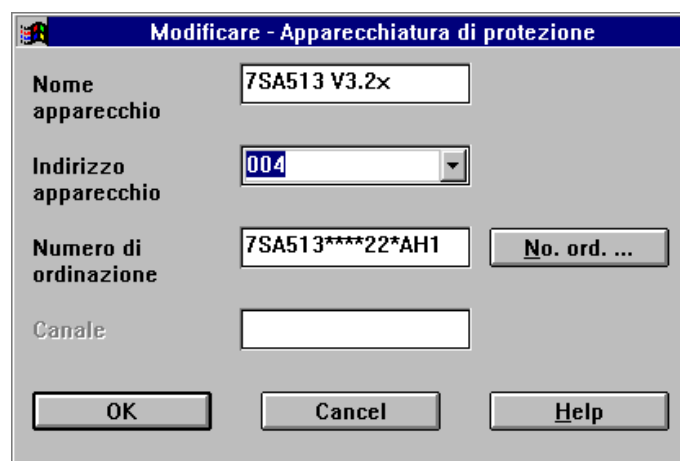 Modificare - Apparecchiatura di protezione
Nome
apparecchio
7SA513 V3.2x
Indirizzo
apparecchio
004
Numero di
ordinazione
7SA513****22*AH1
No. ord. ...
Canale
OK
Cancel
Help